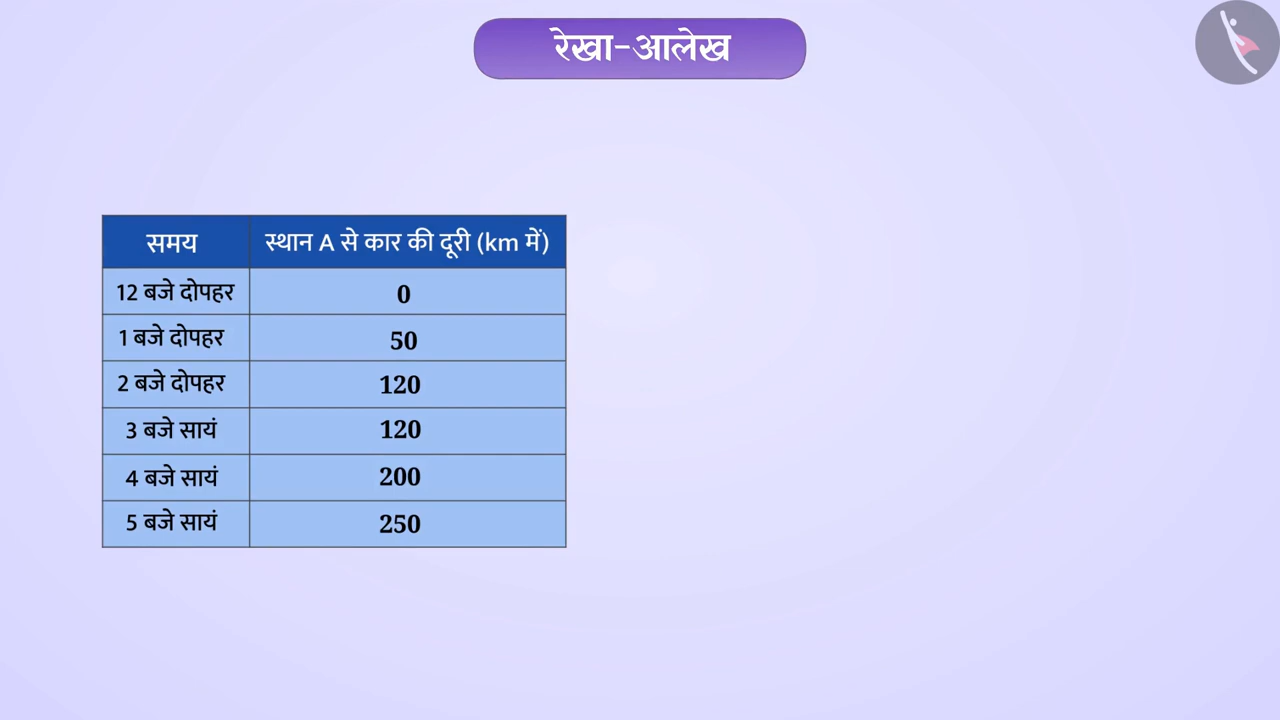 रेखा-आलेख
समय स्थान A से कार की दूरी (km में)
12 बजे दोपहर 0
1 बजे दोपहर 50
2 बजे दोपहर 120
3 बजे सायं 120
4 बजे सायं 200
5 बजे सायं 250